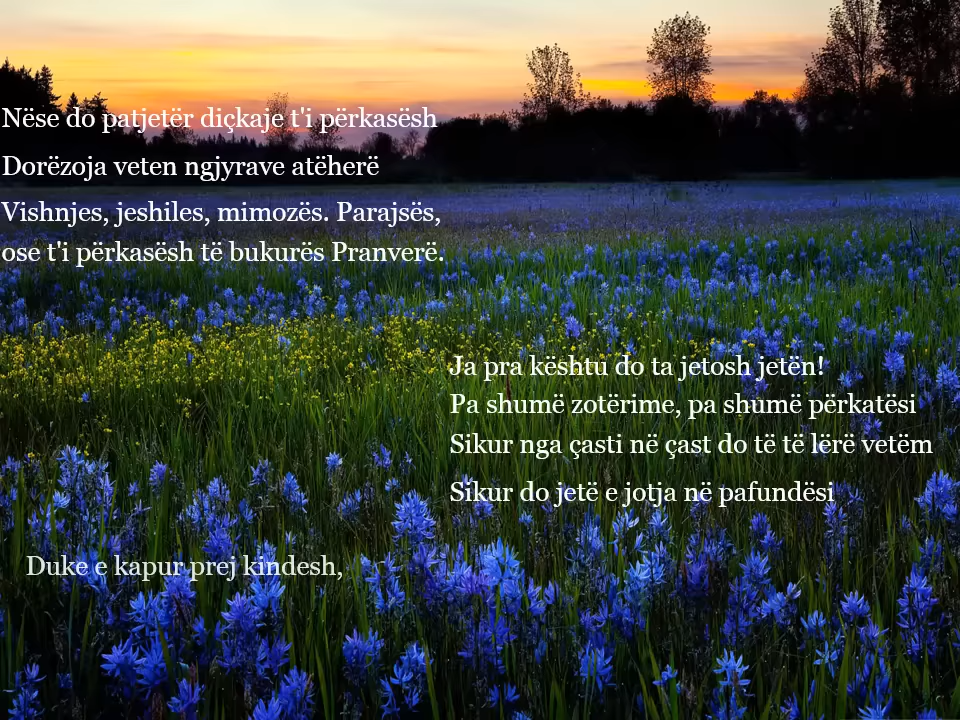 Nëse do patjetër diçkaje t'i përkasësh
Dorëzoja veten ngjyrave atëherë
Vishnjes, jeshiles, mimozës. Parajsës,
ose t'i përkasësh të bukurës Pranverë.
Ja pra kështu do ta jetosh jetën!
Pa shumë zotërime, pa shumë përkatësi
Sikur nga çasti në çast do të të lërë vetëm
Sikur do jetë e jotja në pafundësi
Duke e kapur prej kindesh,